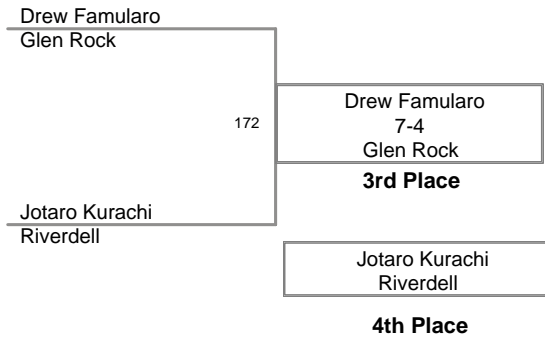 Drew Famularo
Glen Rock
172
Drew Famularo
7-4
Glen Rock
3rd Place
Jotaro Kurachi
Riverdell
Jotaro Kurachi
Riverdell
4th Place